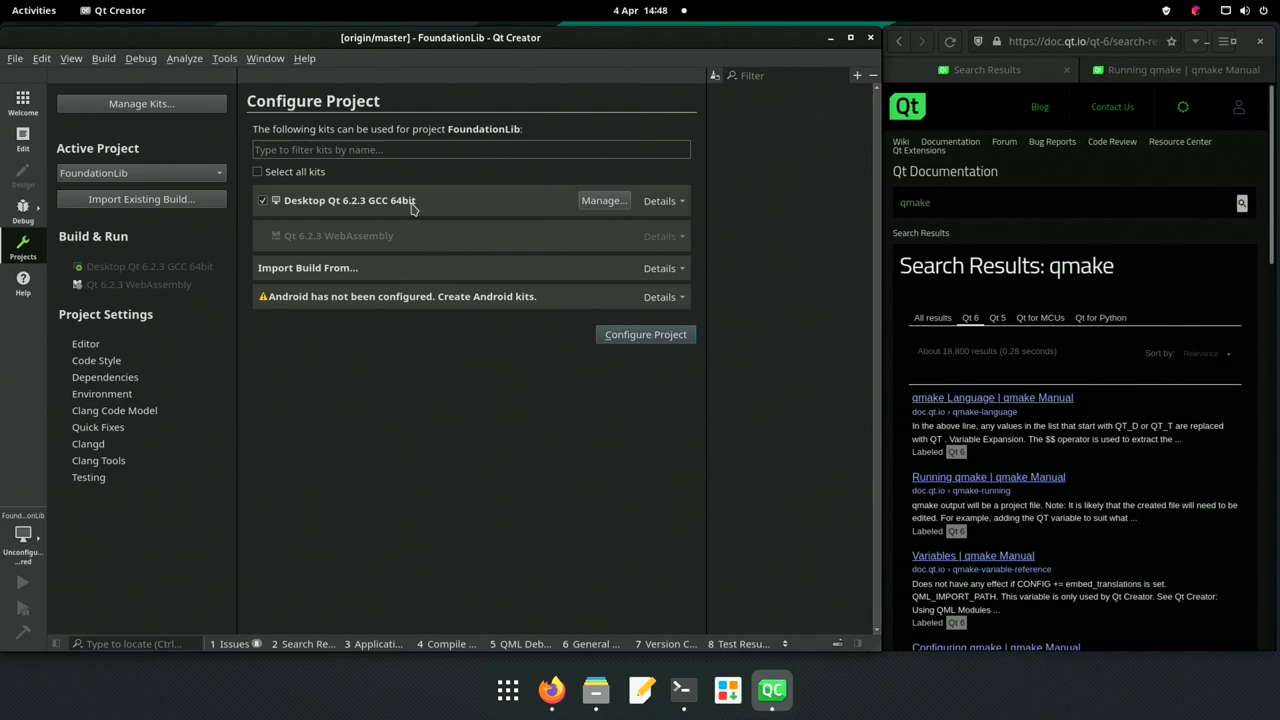 Activities
Qt Creator
4 Apr 14:48
[origin/master] - FoundationLib - Qt Creator
File Edit View Build Debug Analyze Tools Window Help
Welcome
Edit
Design
Debug
Projects
Help
Found...onLib
Unconfigu...red
Manage Kits...
Active Project
FoundationLib
Import Existing Build...
Build & Run
Desktop Qt 6.2.3 GCC 64bit
Qt 6.2.3 WebAssembly
Project Settings
Editor
Code Style
Dependencies
Environment
Clang Code Model
Quick Fixes
Clangd
Clang Tools
Testing
Configure Project
The following kits can be used for project FoundationLib:
Type to filter kits by name...
Select all kits
Desktop Qt 6.2.3 GCC 64bit
Manage...
Details
Qt 6.2.3 WebAssembly
Details
Import Build From...
Details
Android has not been configured. Create Android kits.
Details
Configure Project
Filter
Type to locate (Ctrl...
1 Issues 8
2 Search Re...
3 Applicati...
4 Compile ...
5 QML Deb...
6 General ...
7 Version C...
8 Test Resu...
https://doc.qt.io/qt-6/search-res
Search Results
Running qmake | qmake Manual
Qt
Blog
Contact Us
Wiki Documentation Forum Bug Reports Code Review Resource Center
Qt Extensions
Qt Documentation
qmake
Search Results
Search Results: qmake
All results Qt 6 Qt 5 Qt for MCUs Qt for Python
About 18,800 results (0.28 seconds)
Sort by: Relevance
qmake Language | qmake Manual
doc.qt.io › qmake-language
In the above line, any values in the list that start with QT_D or QT_T are replaced
with QT . Variable Expansion. The $$ operator is used to extract the ...
Labeled Qt 6
Running qmake | qmake Manual
doc.qt.io › qmake-running
qmake output will be a project file. Note: It is likely that the created file will need to be
edited. For example, adding the QT variable to suit what ...
Labeled Qt 6
Variables | qmake Manual
doc.qt.io › qmake-variable-reference
Does not have any effect if CONFIG += embed_translations is set.
QML_IMPORT_PATH. This variable is only used by Qt Creator. See Qt Creator:
Using QML Modules ...
Labeled Qt 6
Configuring qmake | qmake Manual
QC